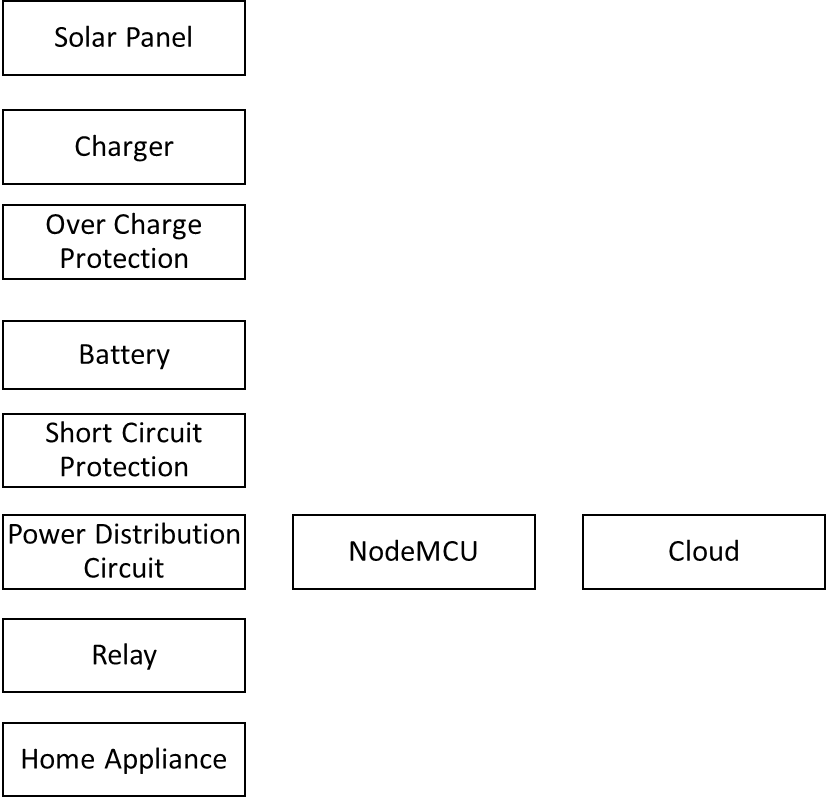 Solar Panel
Charger
Over Charge
Protection
Battery
Short Circuit
Protection
Power Distribution
Circuit
NodeMCU
Cloud
Relay
Home Appliance